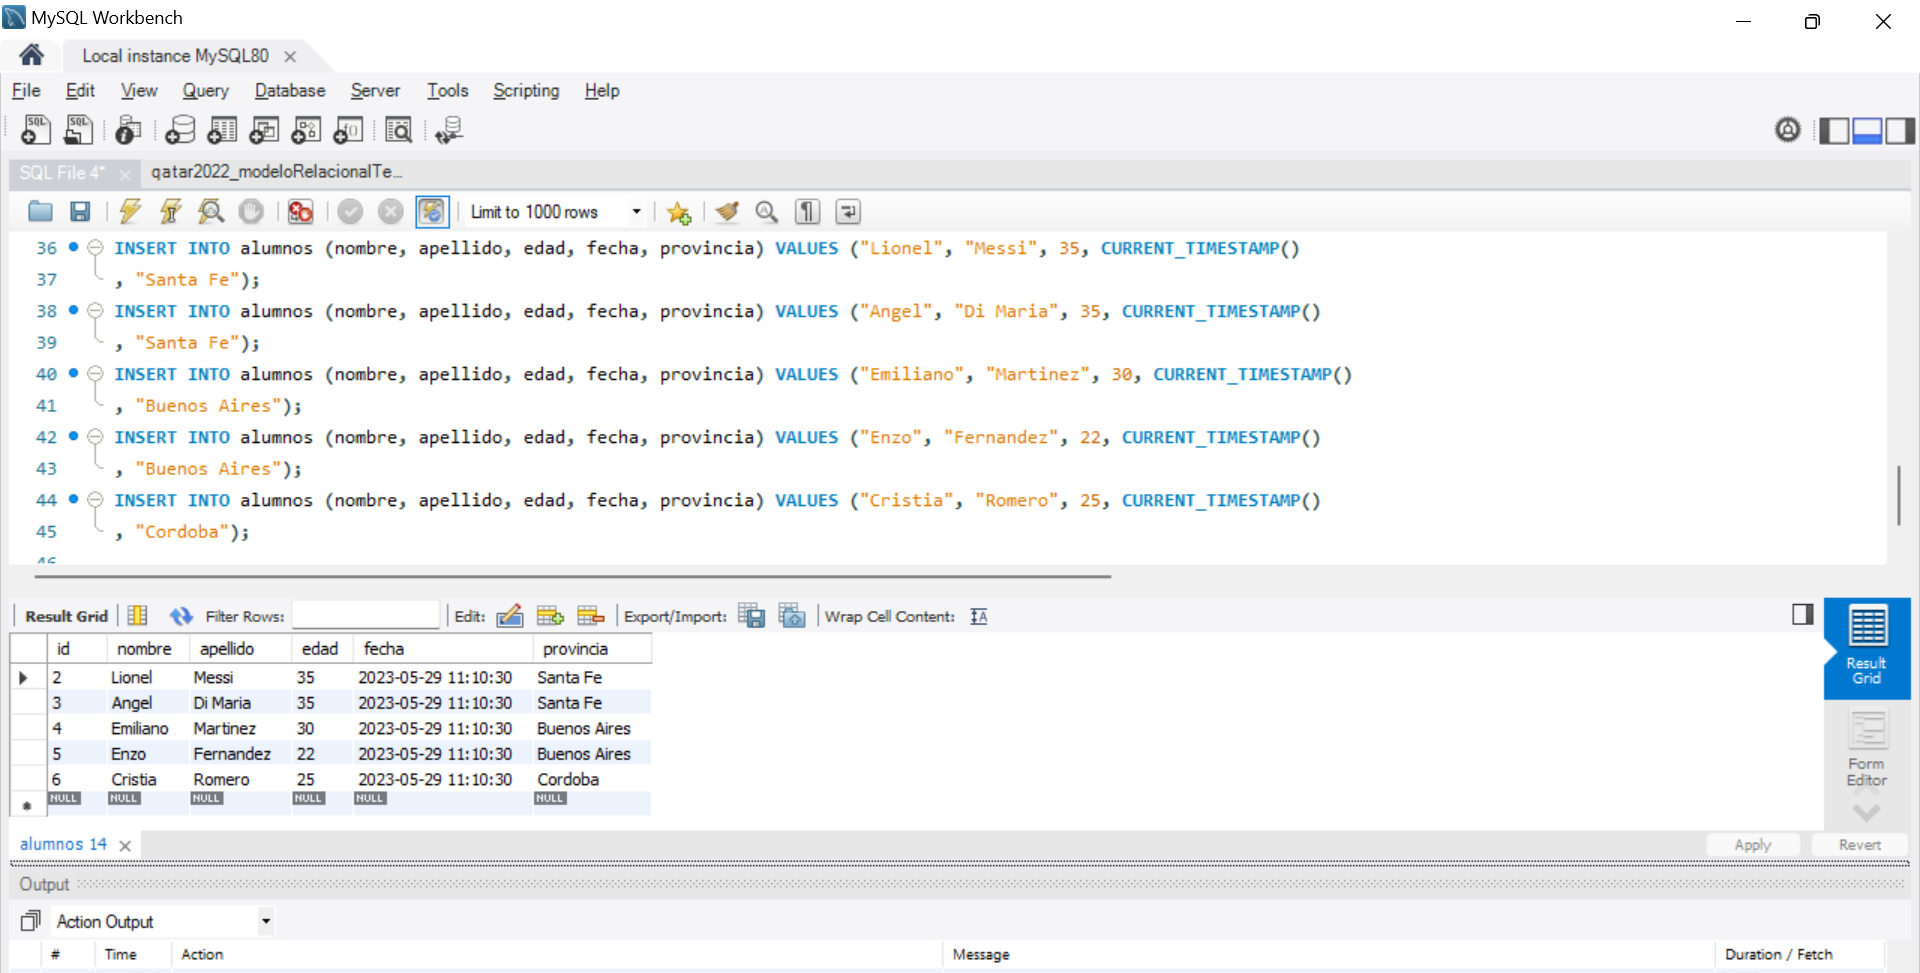 MySQL Workbench
Local instance MySQL80
File Edit View Query Database Server Tools Scripting Help
SQL File 4* qatar2022_modeloRelacionalTe...
Limit to 1000 rows
36 INSERT INTO alumnos (nombre, apellido, edad, fecha, provincia) VALUES ("Lionel", "Messi", 35, CURRENT_TIMESTAMP()
37 , "Santa Fe");
38 INSERT INTO alumnos (nombre, apellido, edad, fecha, provincia) VALUES ("Angel", "Di Maria", 35, CURRENT_TIMESTAMP()
39 , "Santa Fe");
40 INSERT INTO alumnos (nombre, apellido, edad, fecha, provincia) VALUES ("Emiliano", "Martinez", 30, CURRENT_TIMESTAMP()
41 , "Buenos Aires");
42 INSERT INTO alumnos (nombre, apellido, edad, fecha, provincia) VALUES ("Enzo", "Fernandez", 22, CURRENT_TIMESTAMP()
43 , "Buenos Aires");
44 INSERT INTO alumnos (nombre, apellido, edad, fecha, provincia) VALUES ("Cristia", "Romero", 25, CURRENT_TIMESTAMP()
45 , "Cordoba");
46
Result Grid Filter Rows: Edit: Export/Import: Wrap Cell Content:
id nombre apellido edad fecha provincia
2 Lionel Messi 35 2023-05-29 11:10:30 Santa Fe
3 Angel Di Maria 35 2023-05-29 11:10:30 Santa Fe
4 Emiliano Martinez 30 2023-05-29 11:10:30 Buenos Aires
5 Enzo Fernandez 22 2023-05-29 11:10:30 Buenos Aires
6 Cristia Romero 25 2023-05-29 11:10:30 Cordoba
NULL NULL NULL NULL NULL NULL
Result
Grid
Form
Editor
alumnos 14
Apply Revert
Output
Action Output
# Time Action Message Duration / Fetch